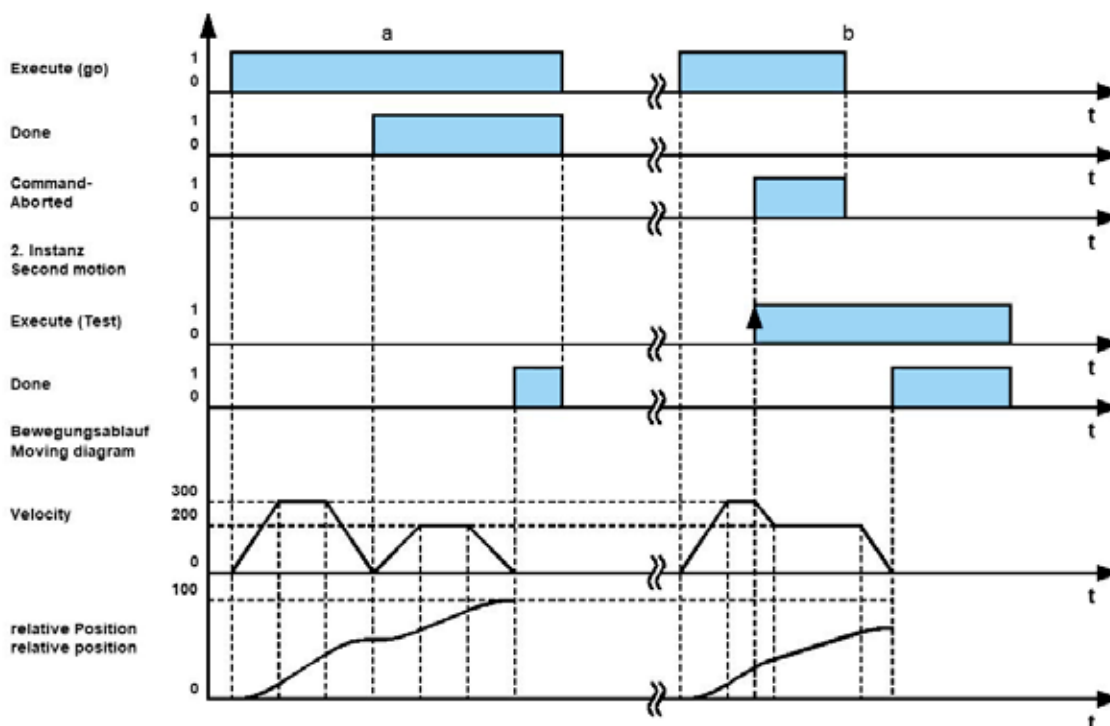 a
b
Execute (go)
1
0
t
Done
1
0
t
Command-
Aborted
1
0
t
2. Instanz
Second motion
Execute (Test)
1
0
t
Done
1
0
t
Bewegungsablauf
Moving diagram
Velocity
300
200
0
t
100
relative Position
relative position
0
t